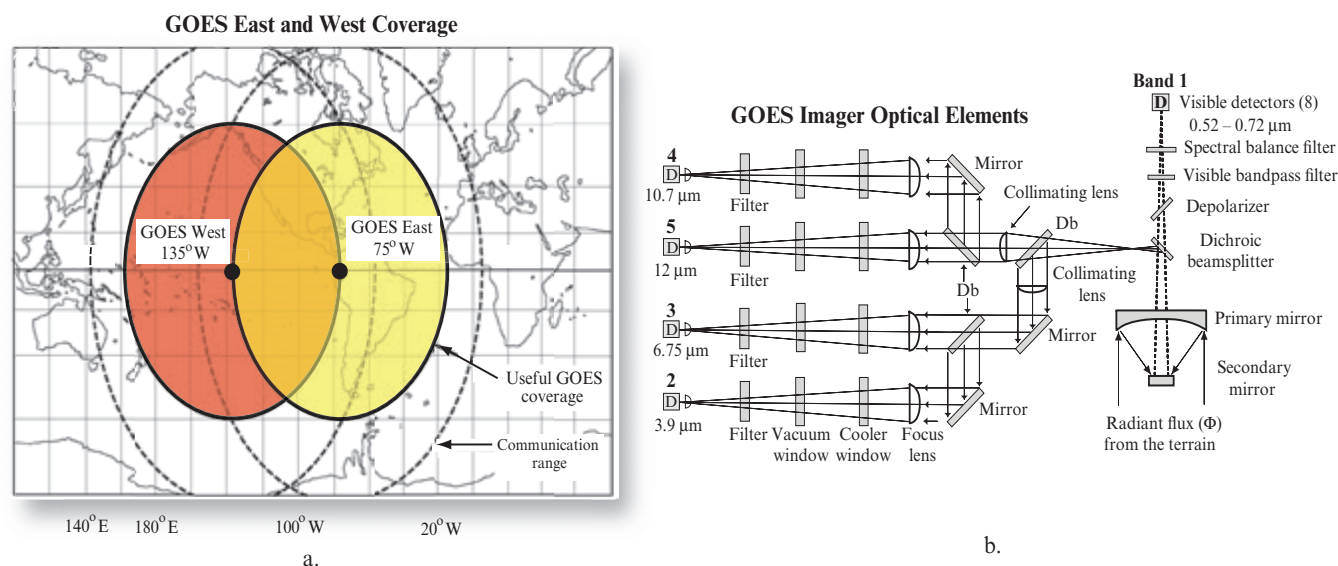 GOES East and West Coverage
GOES West
135°W
GOES East
75°W
Useful GOES
coverage
Communication
range
140°E
180°E
100°W
20°W
a.
GOES Imager Optical Elements
Band 1
D
Visible detectors (8)
0.52 – 0.72 μm
Spectral balance filter
Visible bandpass filter
Depolarizer
Dichroic
beamsplitter
Primary mirror
Secondary
mirror
Radiant flux (Φ)
from the terrain
4
D
10.7 μm
Filter
Mirror
Collimating lens
Db
5
D
12 μm
Filter
Db
Collimating
lens
3
D
6.75 μm
Filter
Mirror
2
D
3.9 μm
Filter
Vacuum
window
Cooler
window
Focus
lens
Mirror
b.